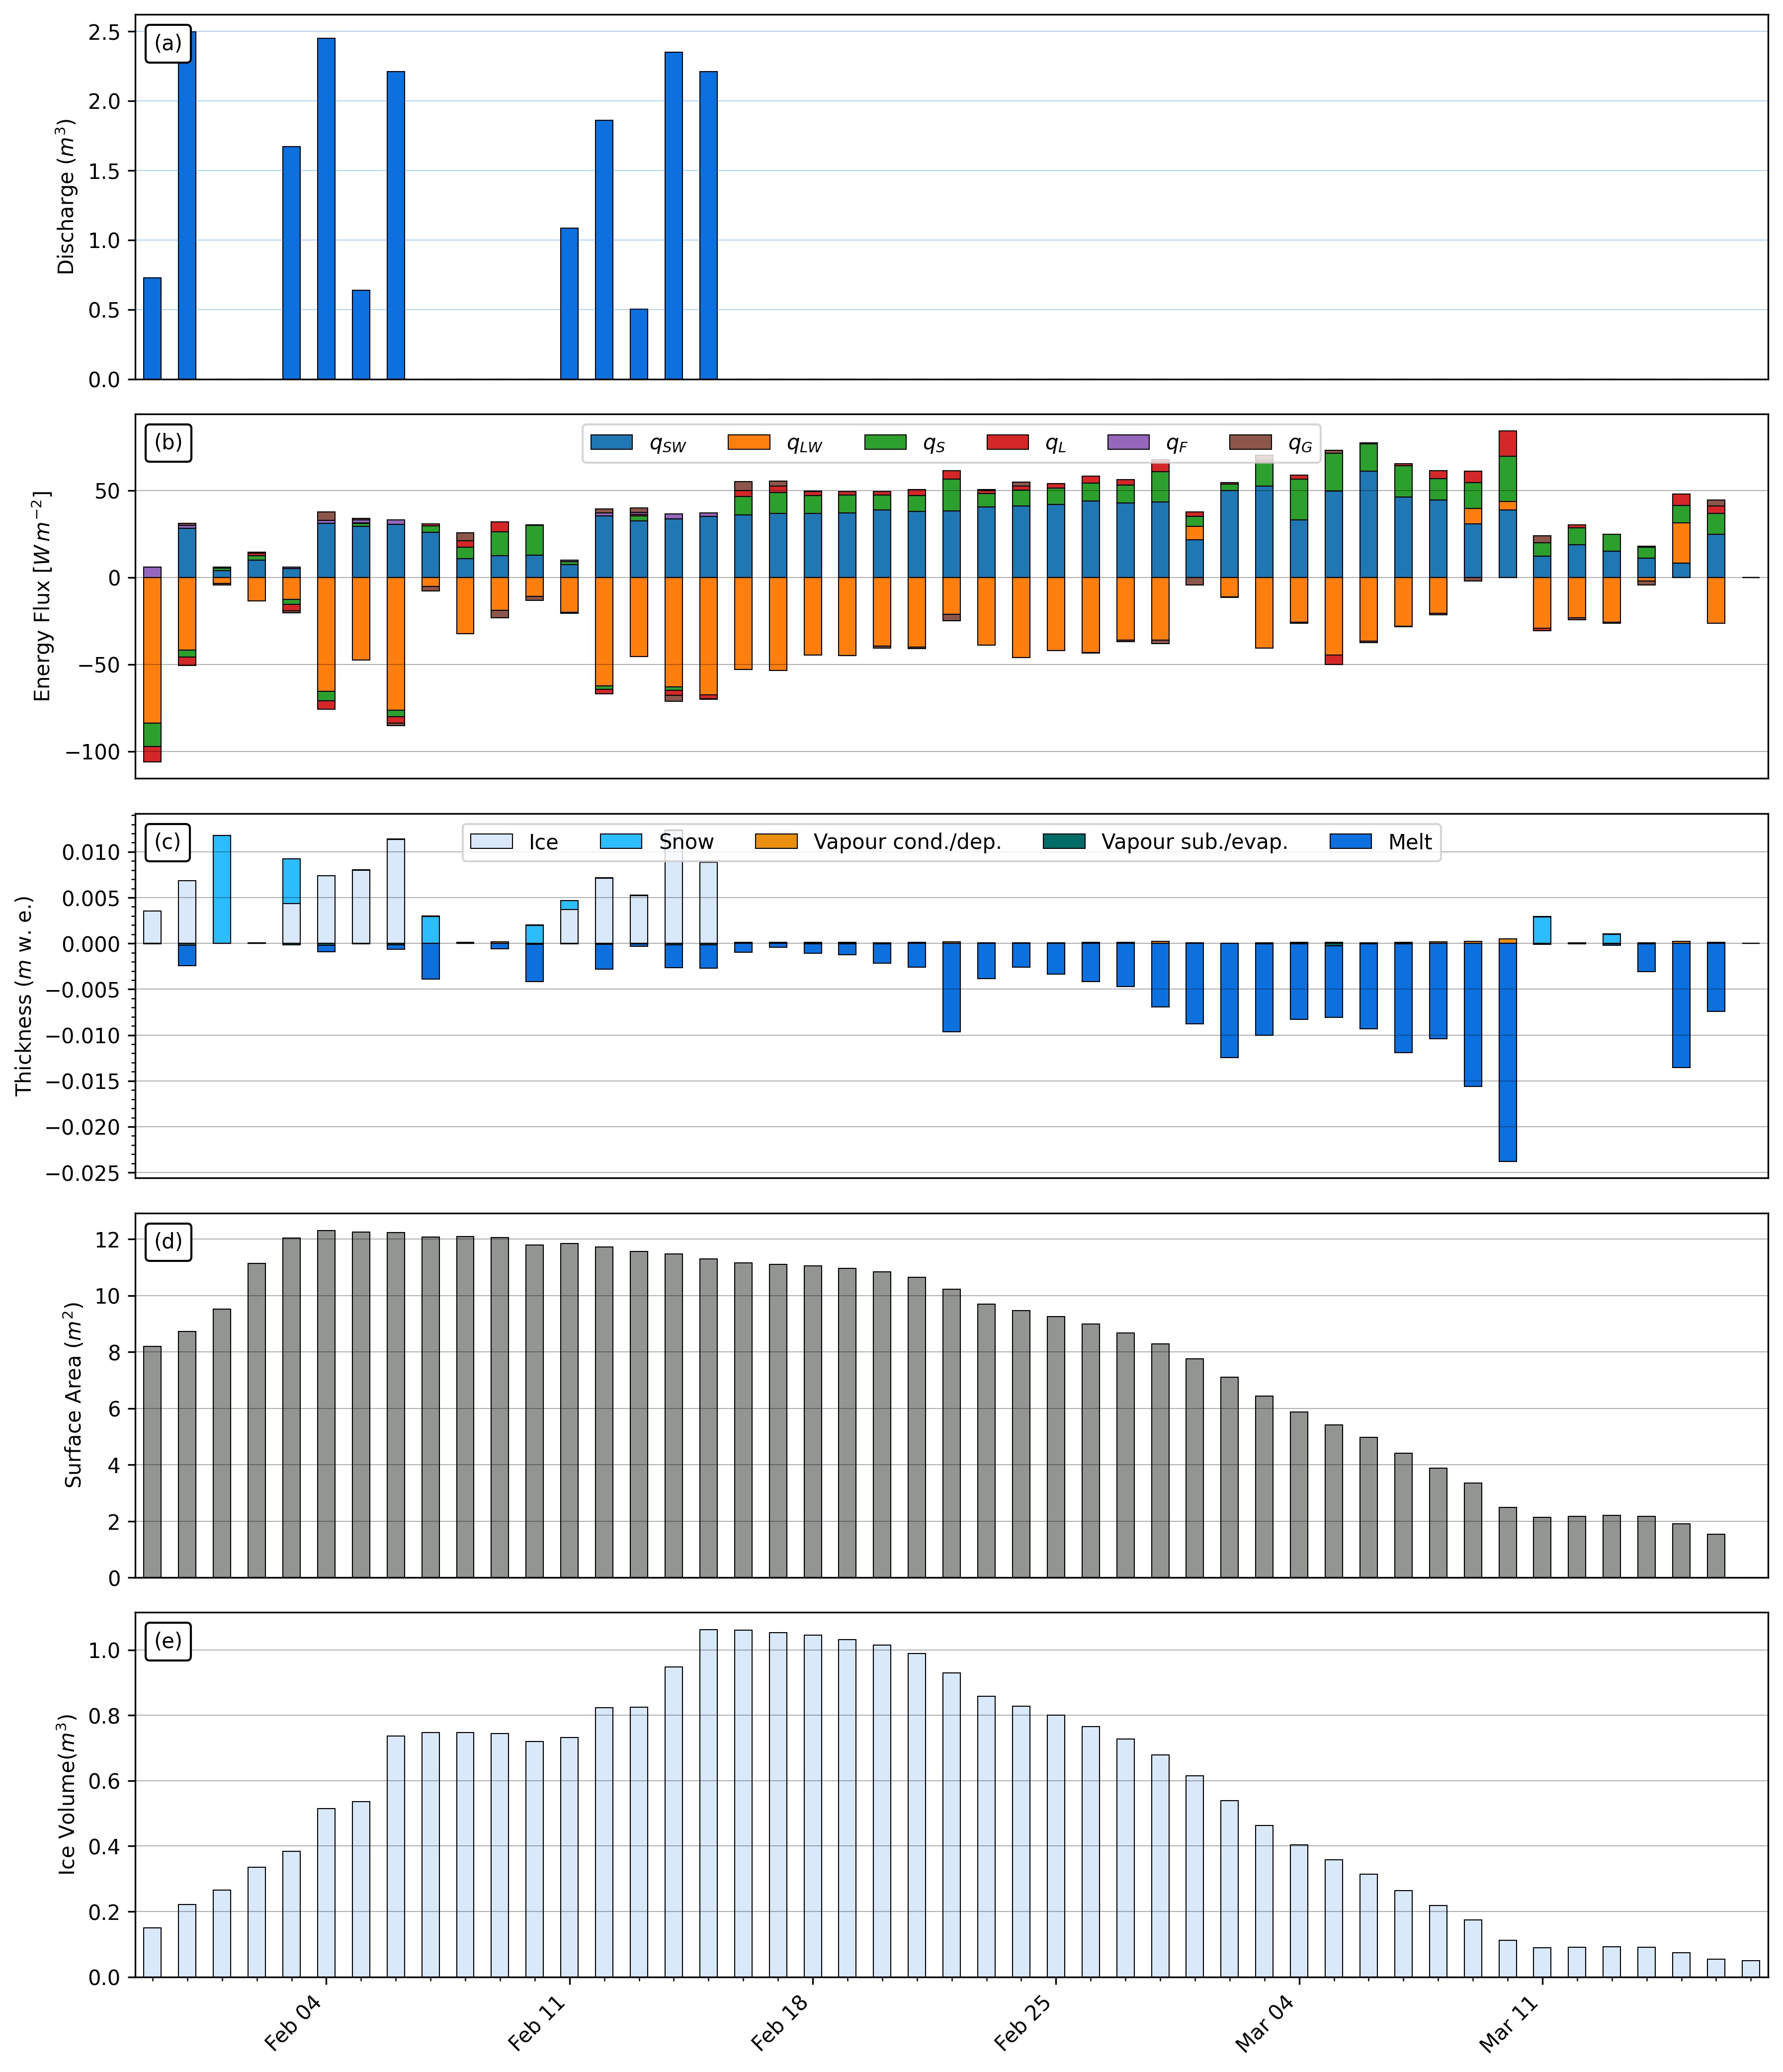 (a)
2.5
2.0
1.5
1.0
0.5
0.0
Discharge (m³)
(b)
q_SW q_LW q_S q_L q_F q_G
50
0
−50
−100
Energy Flux [W m⁻²]
(c)
Ice Snow Vapour cond./dep. Vapour sub./evap. Melt
0.010
0.005
0.000
−0.005
−0.010
−0.015
−0.020
−0.025
Thickness (m w. e.)
(d)
12
10
8
6
4
2
0
Surface Area (m²)
(e)
1.0
0.8
0.6
0.4
0.2
0.0
Ice Volume(m³)
Feb 04 Feb 11 Feb 18 Feb 25 Mar 04 Mar 11